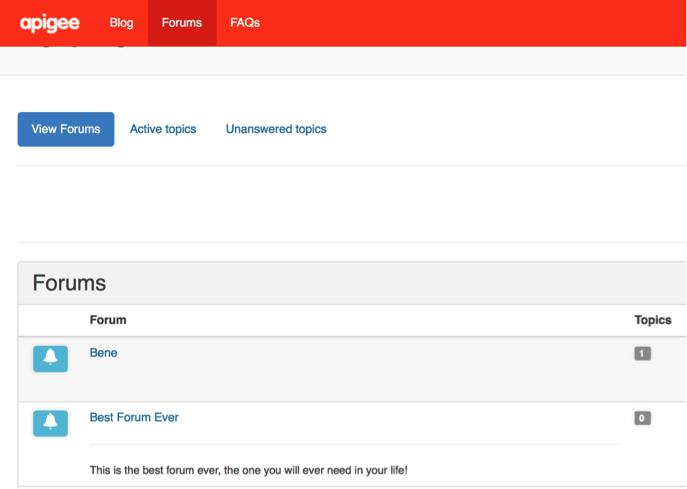 apigee Blog Forums FAQs
View Forums Active topics Unanswered topics
Forums
Forum Topics
Bene 1
Best Forum Ever 0
This is the best forum ever, the one you will ever need in your life!